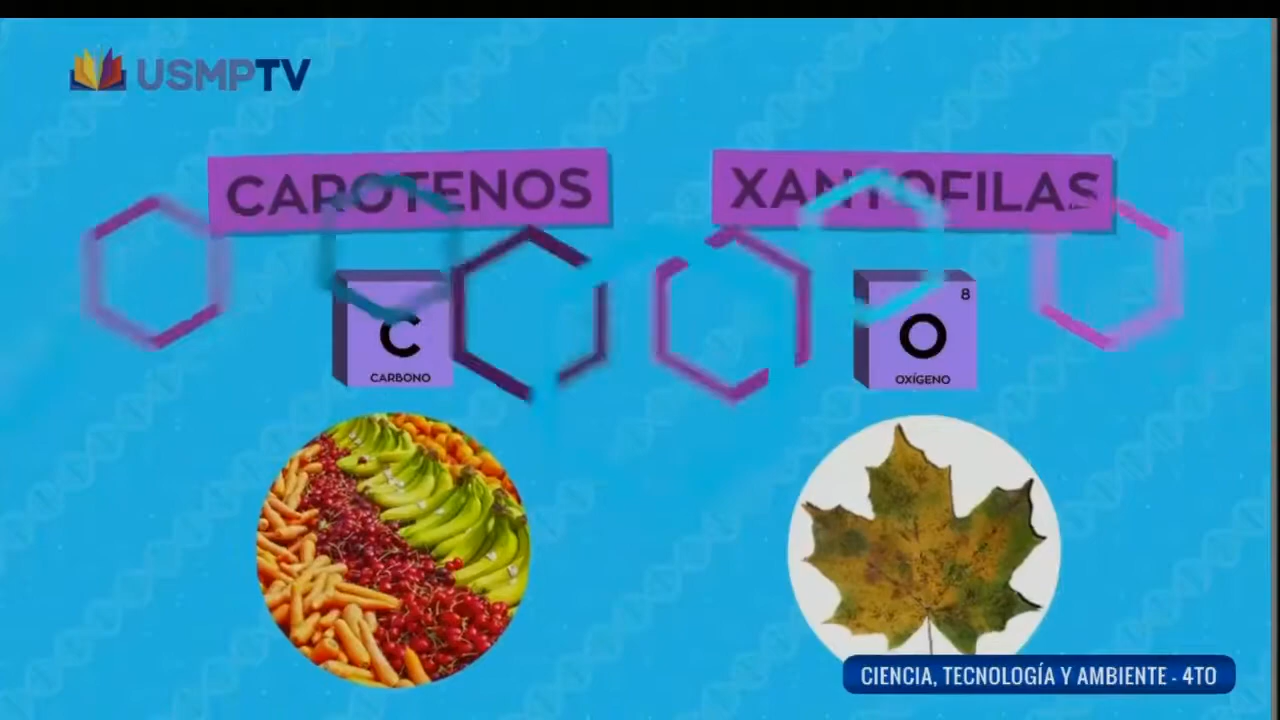 USMPTV
CAROTENOS
XANTOFILAS
C
CARBONO
8
O
OXÍGENO
CIENCIA, TECNOLOGÍA Y AMBIENTE - 4TO